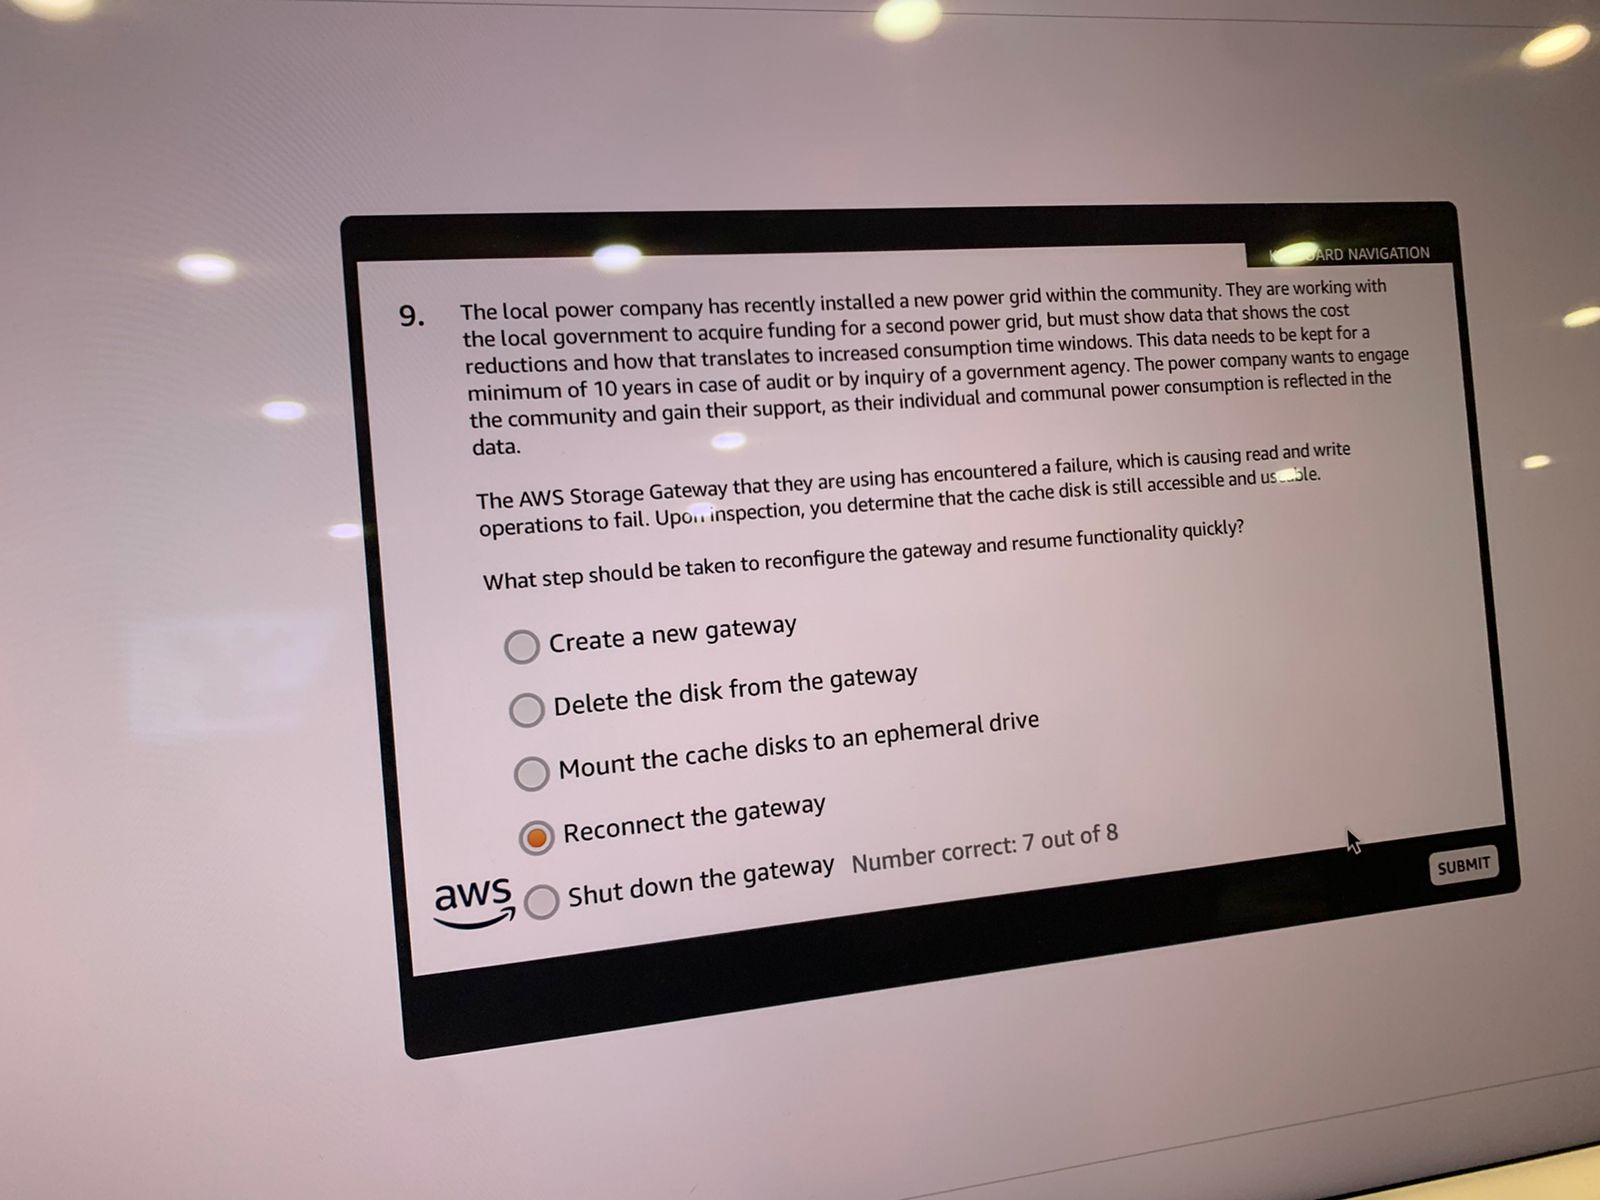 ARD NAVIGATION
9.
The local power company has recently installed a new power grid within the community. They are working with
the local government to acquire funding for a second power grid, but must show data that shows the cost
reductions and how that translates to increased consumption time windows. This data needs to be kept for a
minimum of 10 years in case of audit or by inquiry of a government agency. The power company wants to engage
the community and gain their support, as their individual and communal power consumption is reflected in the
data.
The AWS Storage Gateway that they are using has encountered a failure, which is causing read and write
operations to fail. Upon inspection, you determine that the cache disk is still accessible and
What step should be taken to reconfigure the gateway and resume functionality quickly?
Create a new gateway
Delete the disk from the gateway
Mount the cache disks to an ephemeral drive
Reconnect the gateway
Shut down the gateway Number correct: 7 out of 8
aws
SUBMIT